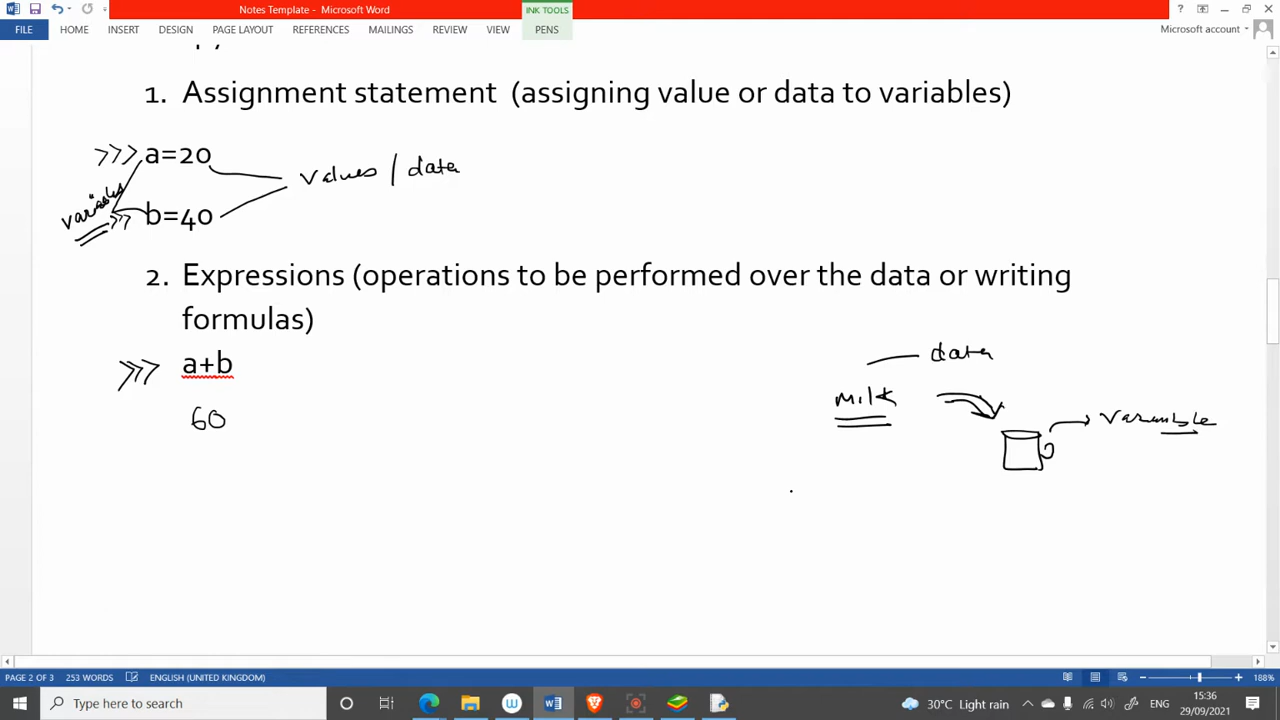 Notes Template - Microsoft Word
INK TOOLS
?
FILE
HOME
INSERT
DESIGN
PAGE LAYOUT
REFERENCES
MAILINGS
REVIEW
VIEW
PENS
Microsoft account
1. Assignment statement (assigning value or data to variables)
>>> a=20
values / data
variables
>>> b=40
2. Expressions (operations to be performed over the data or writing
formulas)
>>> a+b
60
data
milk
variable
PAGE 2 OF 3
253 WORDS
ENGLISH (UNITED KINGDOM)
188%
Type here to search
30°C Light rain
ENG
15:36
29/09/2021